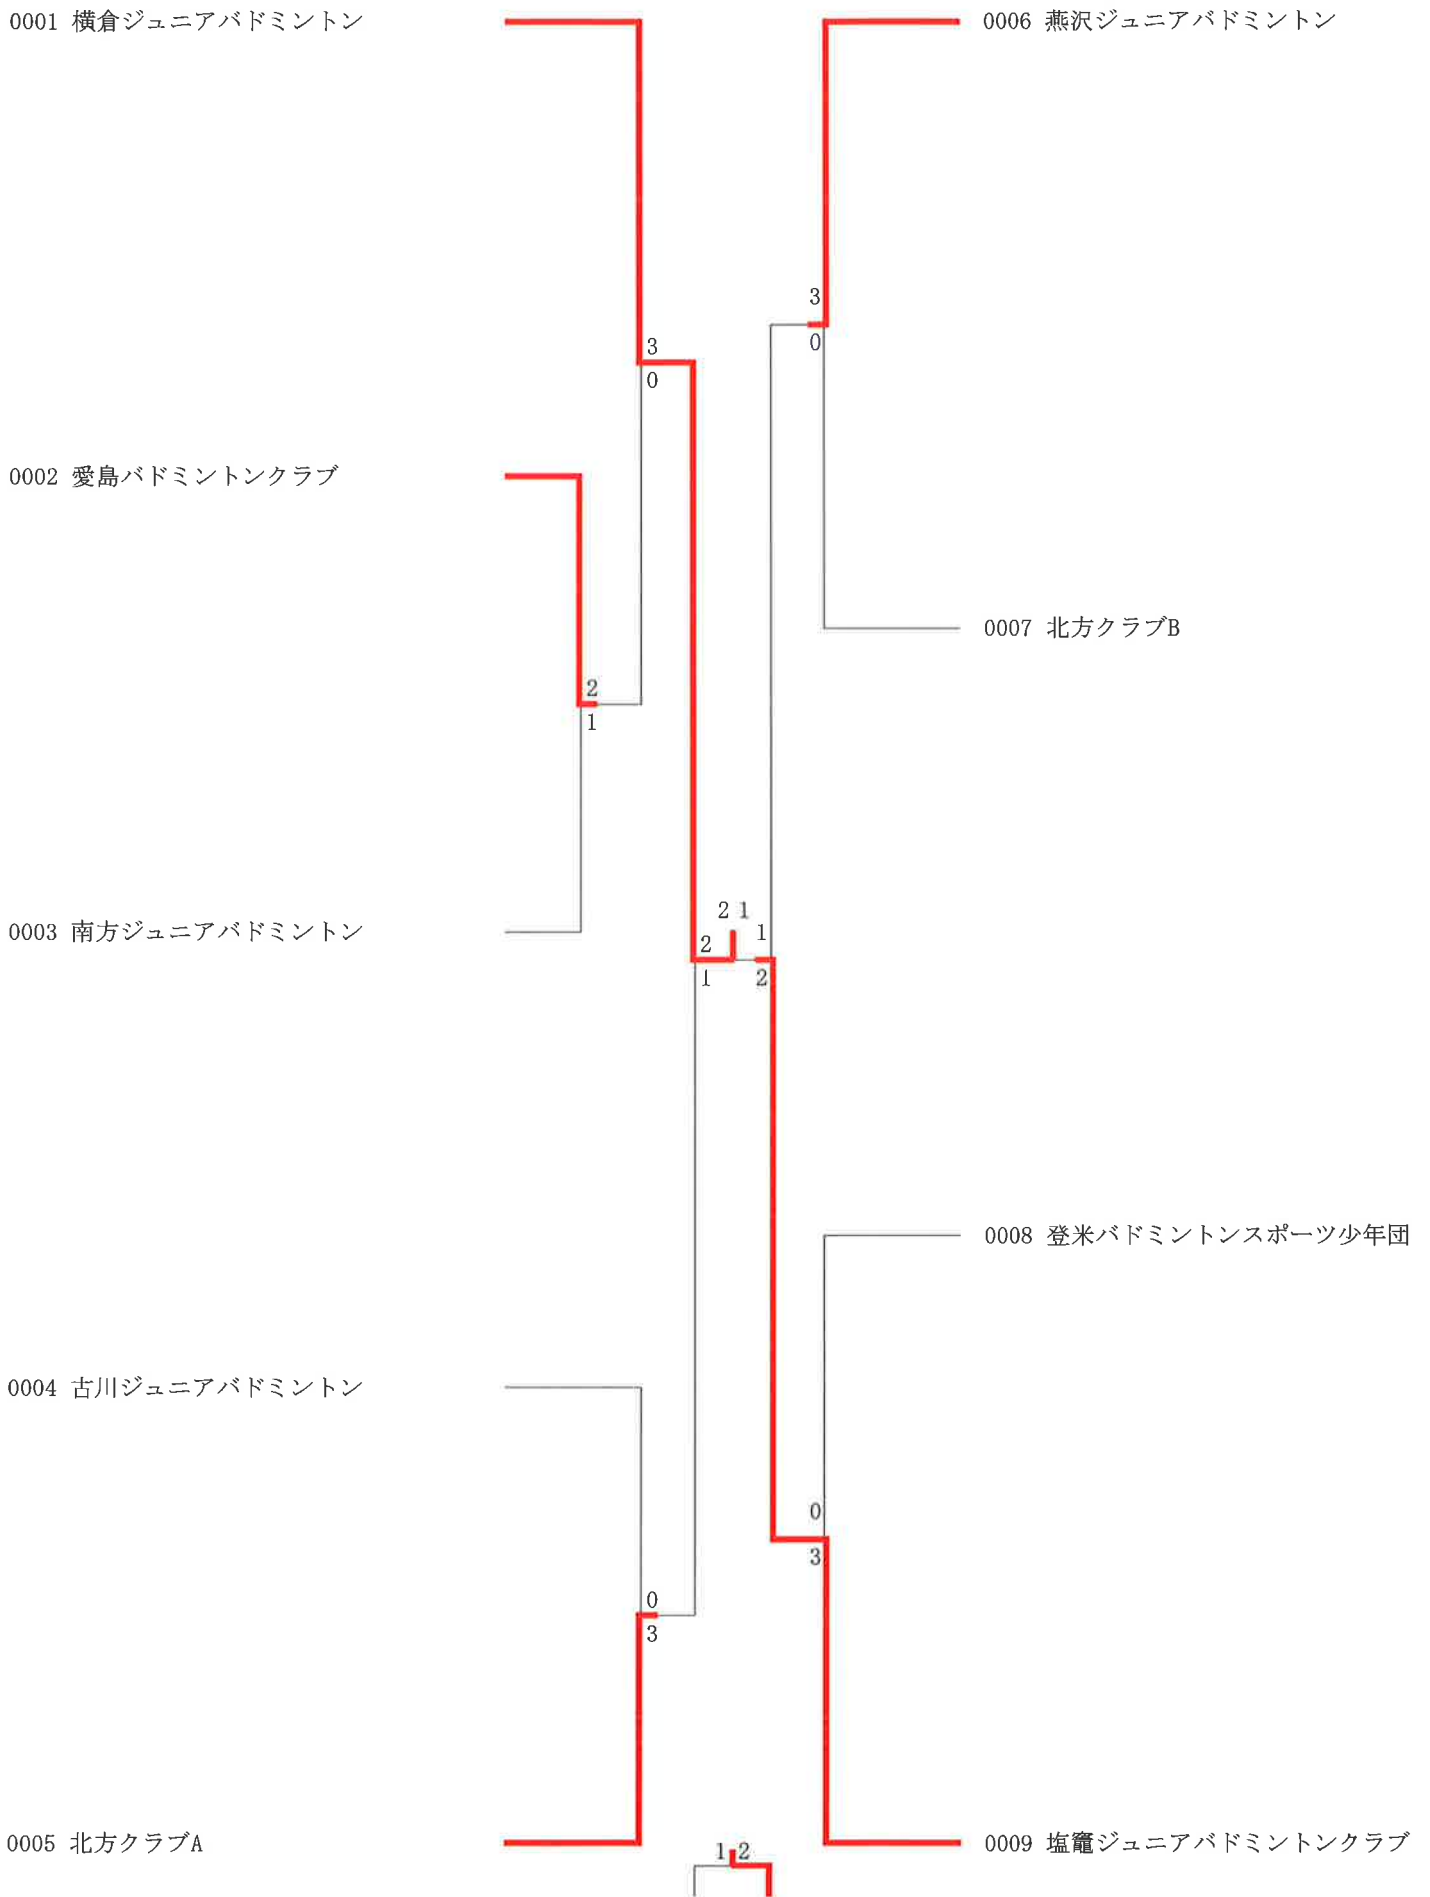 0001 横倉ジュニアバドミントン
0006 燕沢ジュニアバドミントン
3
0
3
0
0002 愛島バドミントンクラブ
0007 北方クラブB
2
1
0003 南方ジュニアバドミントン
2 1
2
1
1
2
0008 登米バドミントンスポーツ少年団
0004 古川ジュニアバドミントン
0
3
0
3
0005 北方クラブA
0009 塩竈ジュニアバドミントンクラブ
1 2